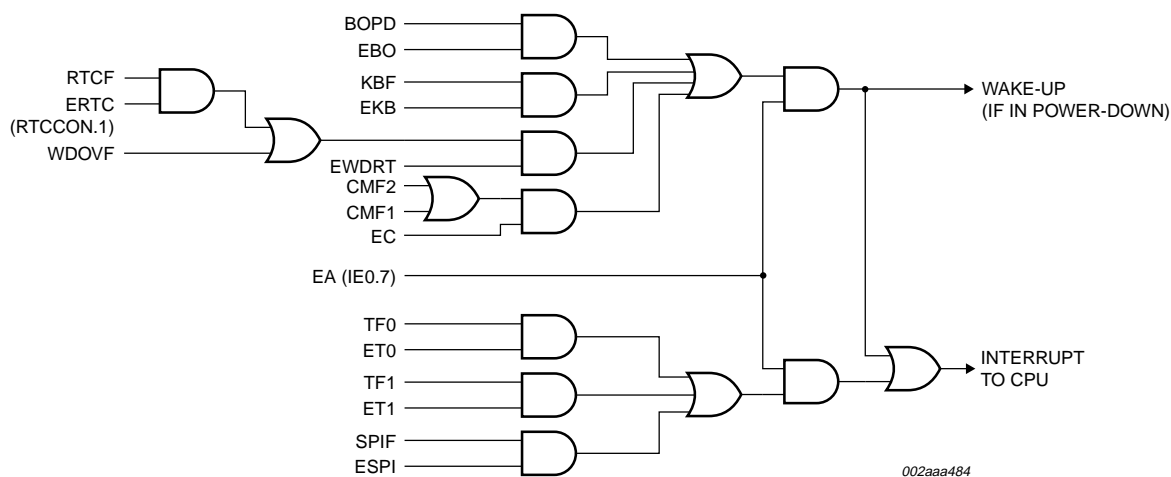 BOPD
EBO
RTCF
ERTC
(RTCCON.1)
WDOVF
KBF
EKB
EWDRT
CMF2
CMF1
EC
EA (IE0.7)
TF0
ET0
TF1
ET1
SPIF
ESPI
WAKE-UP
(IF IN POWER-DOWN)
INTERRUPT
TO CPU
002aaa484